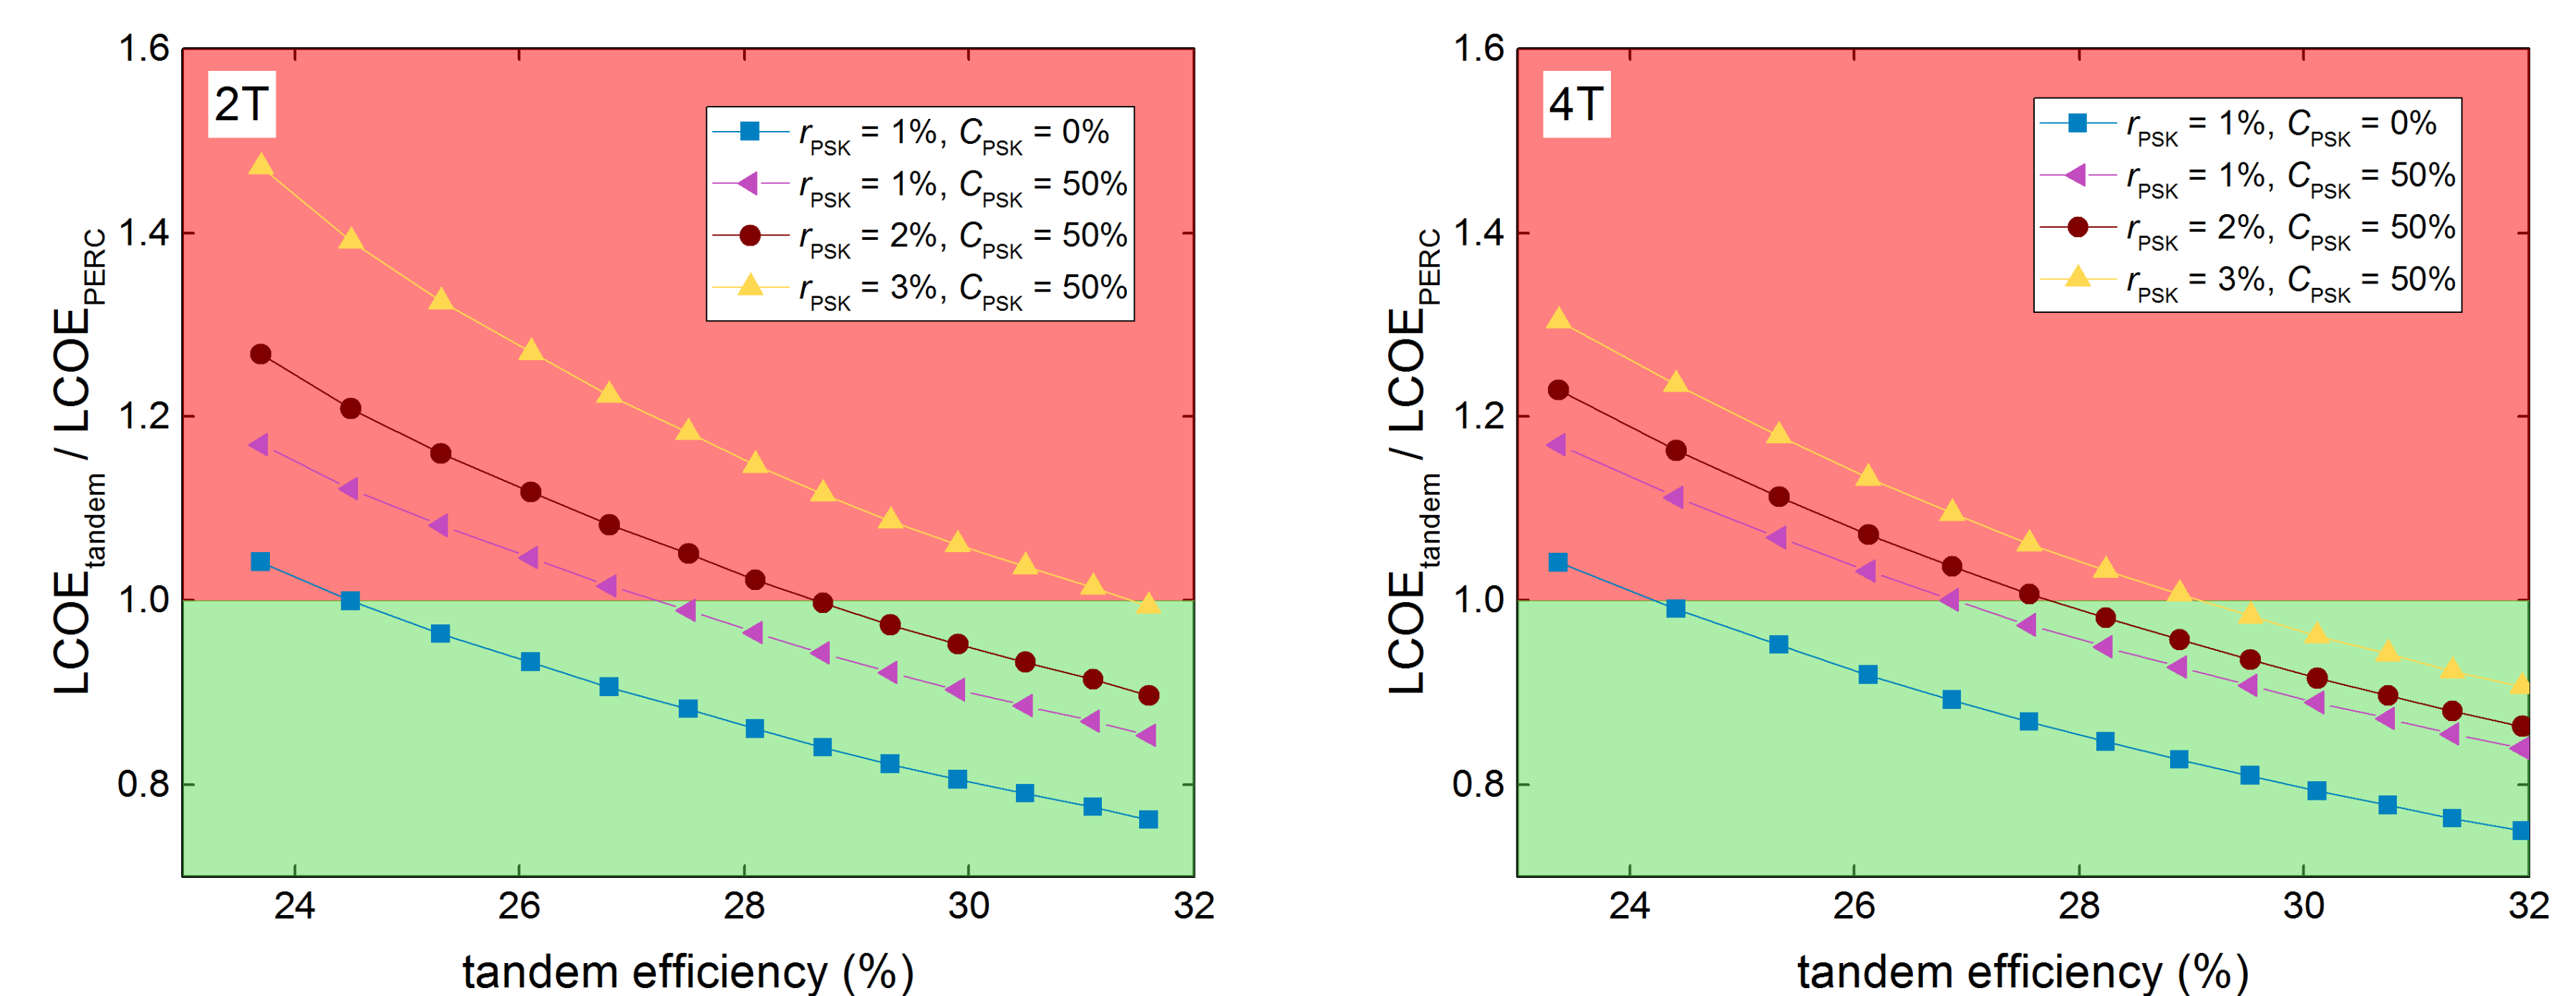 2T
1.6
1.4
1.2
1.0
0.8
LCOEtandem / LCOEPERC
rPSK = 1%, CPSK = 0%
rPSK = 1%, CPSK = 50%
rPSK = 2%, CPSK = 50%
rPSK = 3%, CPSK = 50%
24 26 28 30 32
tandem efficiency (%)
4T
1.6
1.4
1.2
1.0
0.8
LCOEtandem / LCOEPERC
rPSK = 1%, CPSK = 0%
rPSK = 1%, CPSK = 50%
rPSK = 2%, CPSK = 50%
rPSK = 3%, CPSK = 50%
24 26 28 30 32
tandem efficiency (%)